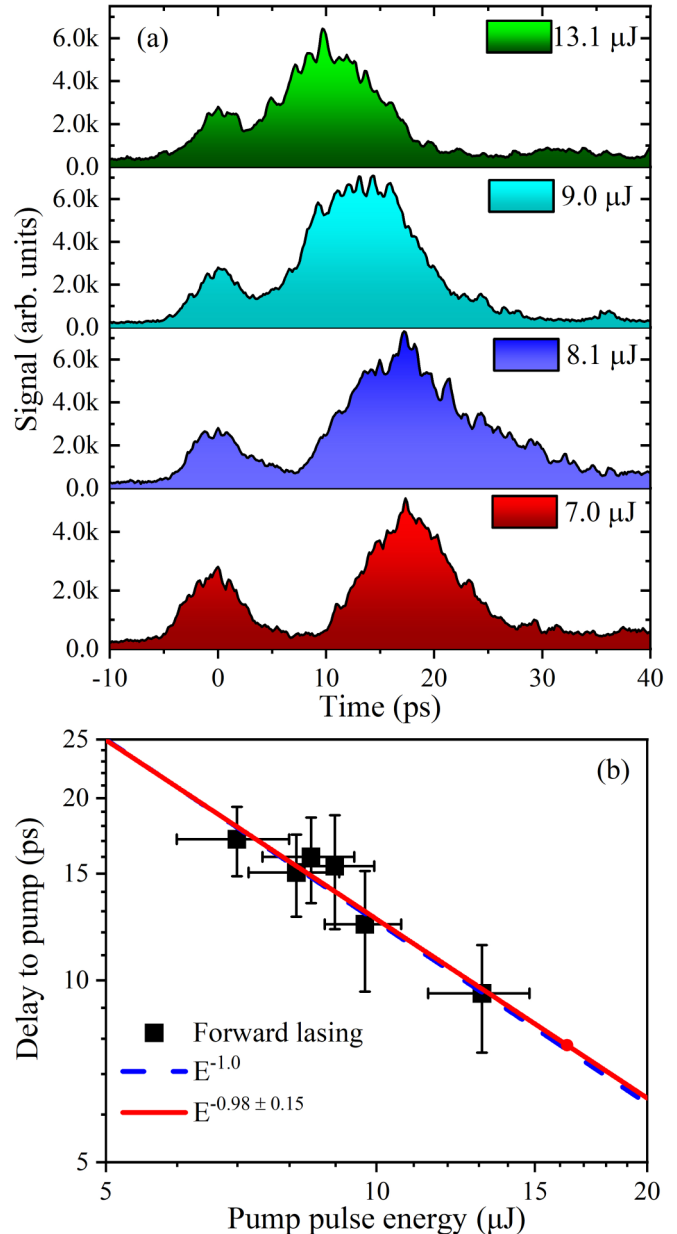 (a)
13.1 μJ
6.0k
4.0k
2.0k
0.0
9.0 μJ
6.0k
4.0k
2.0k
0.0
8.1 μJ
6.0k
4.0k
2.0k
0.0
7.0 μJ
4.0k
2.0k
0.0
Signal (arb. units)
-10 0 10 20 30 40
Time (ps)
(b)
25
20
15
10
5
Delay to pump (ps)
Forward lasing
E^-1.0
E^-0.98 ± 0.15
5 10 15 20
Pump pulse energy (μJ)